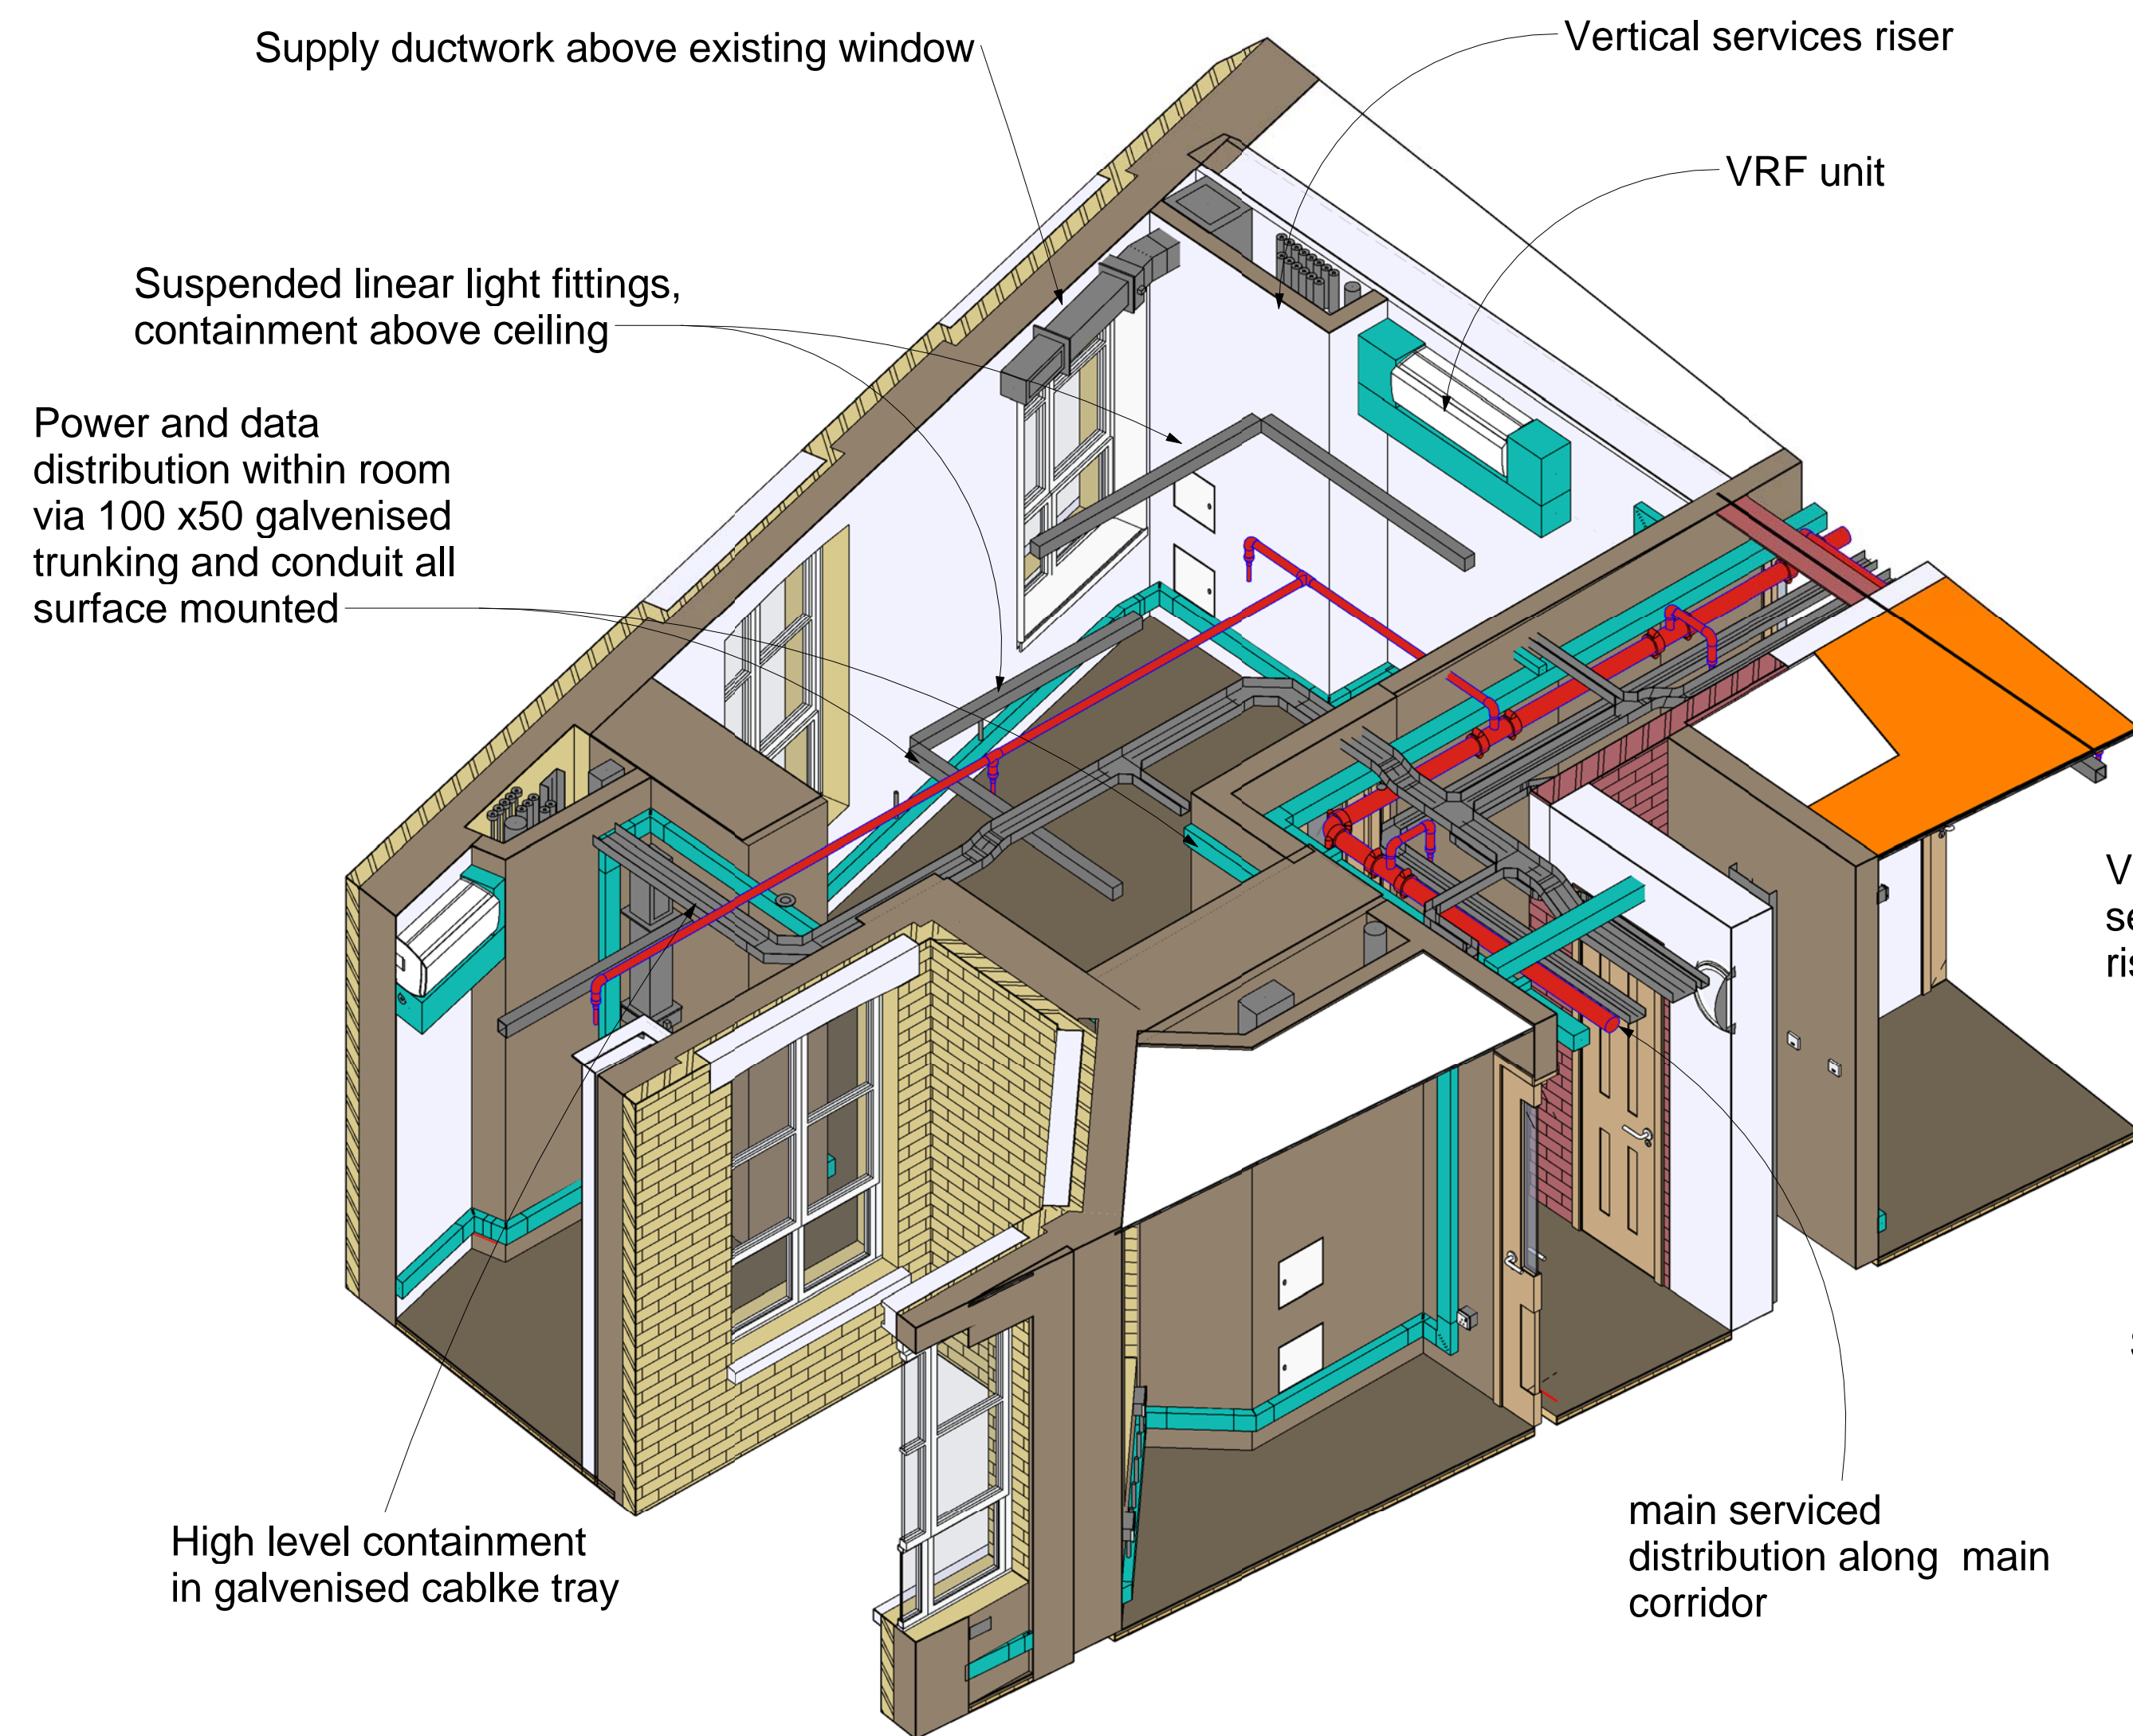 Supply ductwork above existing window
Vertical services riser
VRF unit
Suspended linear light fittings,
containment above ceiling
Power and data
distribution within room
via 100 x50 galvenised
trunking and conduit all
surface mounted
High level containment
in galvenised cablke tray
main serviced
distribution along main
corridor